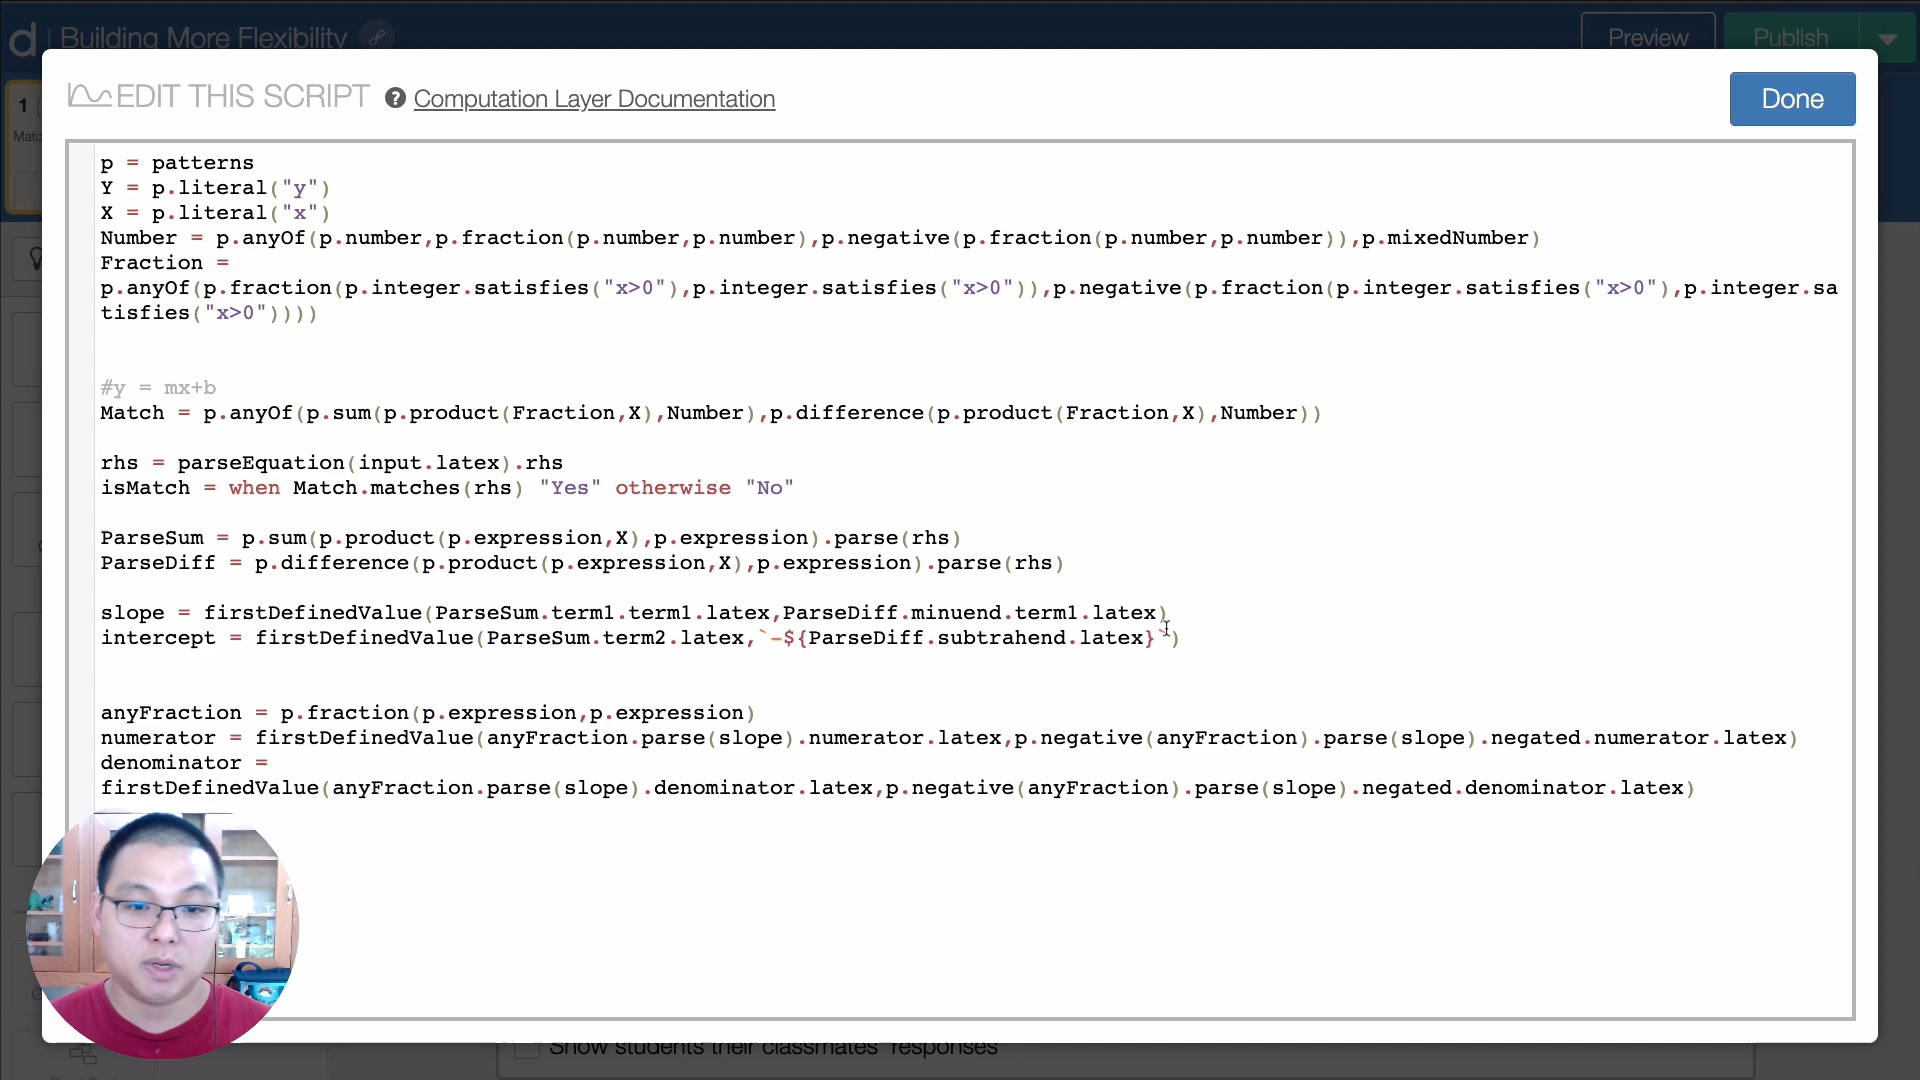 d | Building More Flexibility
Preview
Publish
1
Matc
EDIT THIS SCRIPT ? Computation Layer Documentation
Done
p = patterns
Y = p.literal("y")
X = p.literal("x")
Number = p.anyOf(p.number,p.fraction(p.number,p.number),p.negative(p.fraction(p.number,p.number)),p.mixedNumber)
Fraction =
p.anyOf(p.fraction(p.integer.satisfies("x>0"),p.integer.satisfies("x>0")),p.negative(p.fraction(p.integer.satisfies("x>0"),p.integer.sa
tisfies("x>0"))))
#y = mx+b
Match = p.anyOf(p.sum(p.product(Fraction,X),Number),p.difference(p.product(Fraction,X),Number))
rhs = parseEquation(input.latex).rhs
isMatch = when Match.matches(rhs) "Yes" otherwise "No"
ParseSum = p.sum(p.product(p.expression,X),p.expression).parse(rhs)
ParseDiff = p.difference(p.product(p.expression,X),p.expression).parse(rhs)
slope = firstDefinedValue(ParseSum.term1.term1.latex,ParseDiff.minuend.term1.latex)
intercept = firstDefinedValue(ParseSum.term2.latex,`-${ParseDiff.subtrahend.latex}`)
anyFraction = p.fraction(p.expression,p.expression)
numerator = firstDefinedValue(anyFraction.parse(slope).numerator.latex,p.negative(anyFraction).parse(slope).negated.numerator.latex)
denominator =
firstDefinedValue(anyFraction.parse(slope).denominator.latex,p.negative(anyFraction).parse(slope).negated.denominator.latex)
Show students their classmates' responses